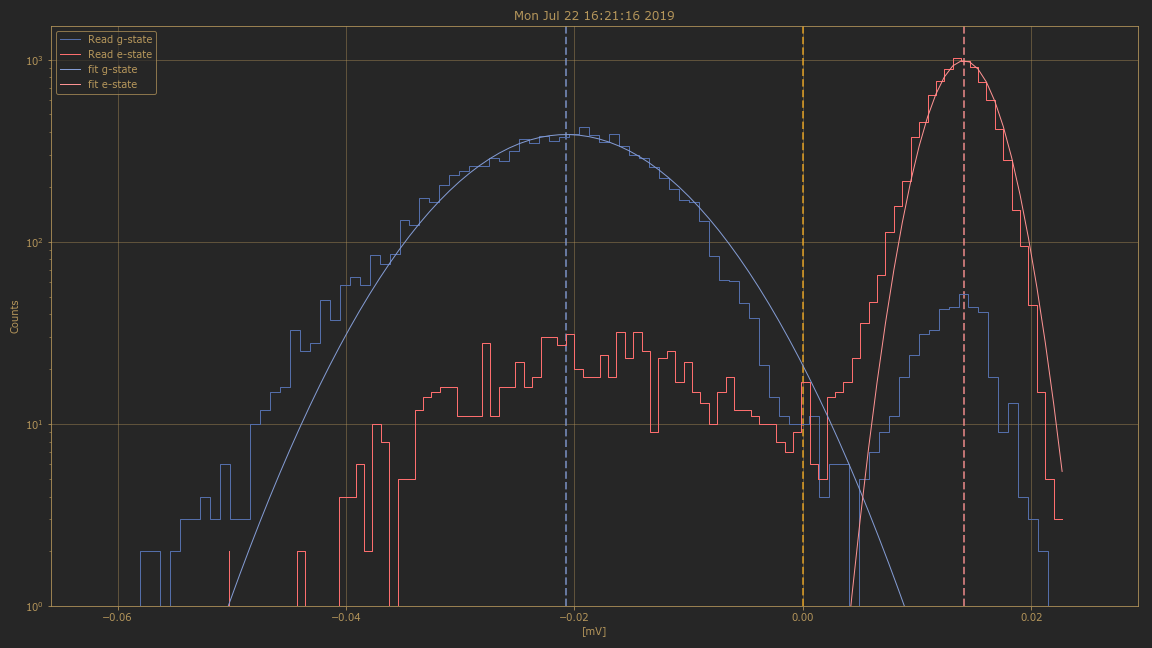 Mon Jul 22 16:21:16 2019
Read g-state
Read e-state
fit g-state
fit e-state
10³
10²
10¹
10⁰
Counts
−0.06
−0.04
−0.02
0.00
0.02
[mV]